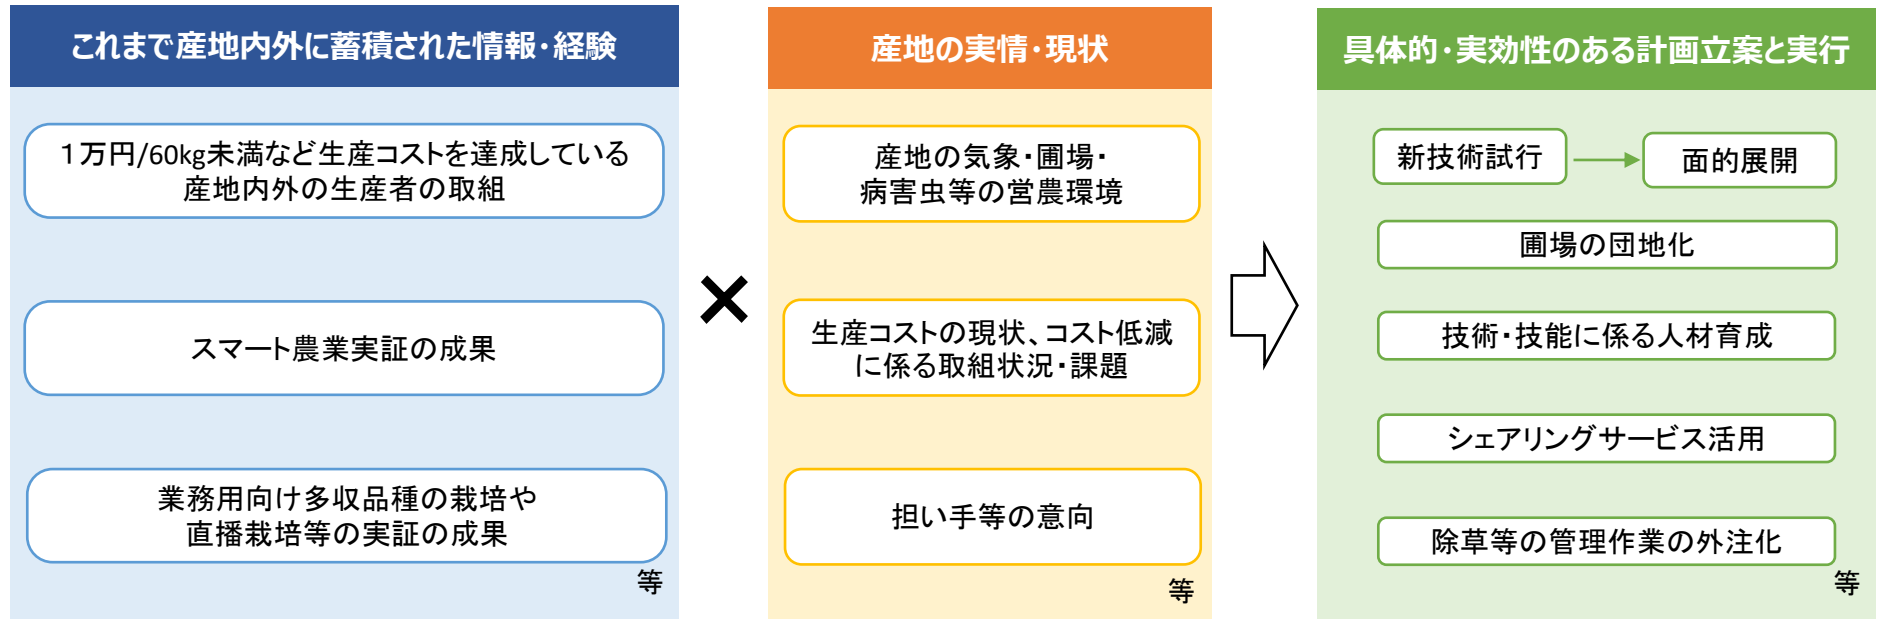 これまで産地内外に蓄積された情報・経験
１万円/60kg未満など生産コストを達成している
産地内外の生産者の取組
スマート農業実証の成果
業務用向け多収品種の栽培や
直播栽培等の実証の成果
等
×
産地の実情・現状
産地の気象・圃場・
病害虫等の営農環境
生産コストの現状、コスト低減
に係る取組状況・課題
担い手等の意向
等
具体的・実効性のある計画立案と実行
新技術試行
面的展開
圃場の団地化
技術・技能に係る人材育成
シェアリングサービス活用
除草等の管理作業の外注化
等